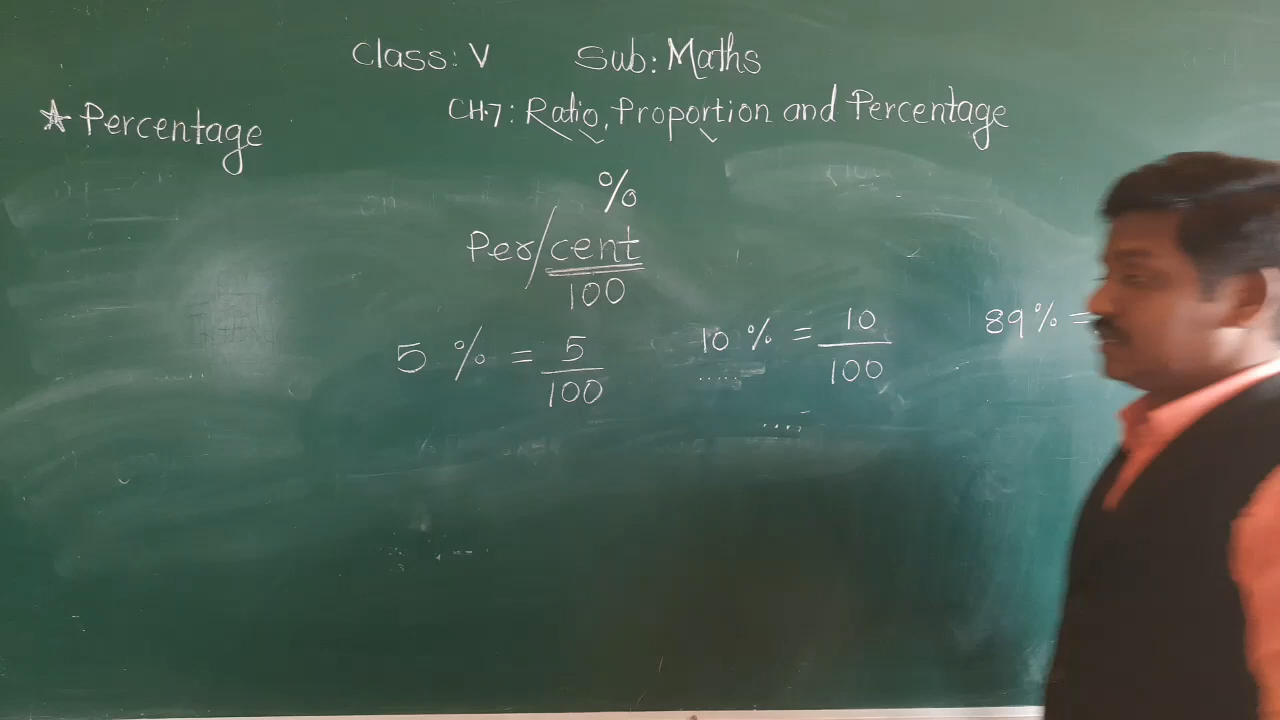 Class: V Sub: Maths
CH.7: Ratio, Proportion and Percentage
★ Percentage
%
Per/cent
100
5 % = 5/100 10 % = 10/100 89 % =